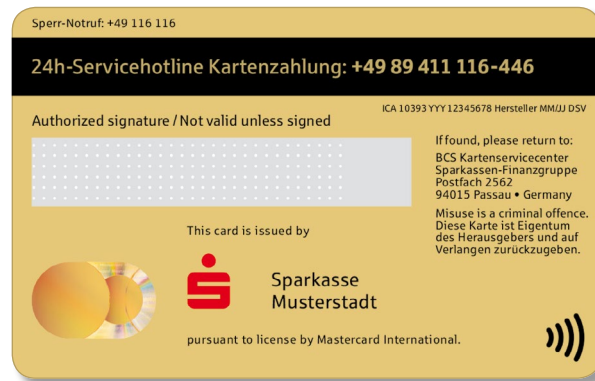 Sperr-Notruf: +49 116 116
24h-Servicehotline Kartenzahlung: +49 89 411 116-446
ICA 10393 YYY 12345678 Hersteller MM/JJ DSV
Authorized signature / Not valid unless signed
If found, please return to:
BCS Kartenservicecenter
Sparkassen-Finanzgruppe
Postfach 2562
94015 Passau • Germany
Misuse is a criminal offence.
Diese Karte ist Eigentum
des Herausgebers und auf
Verlangen zurückzugeben.
This card is issued by
Sparkasse
Musterstadt
pursuant to license by Mastercard International.